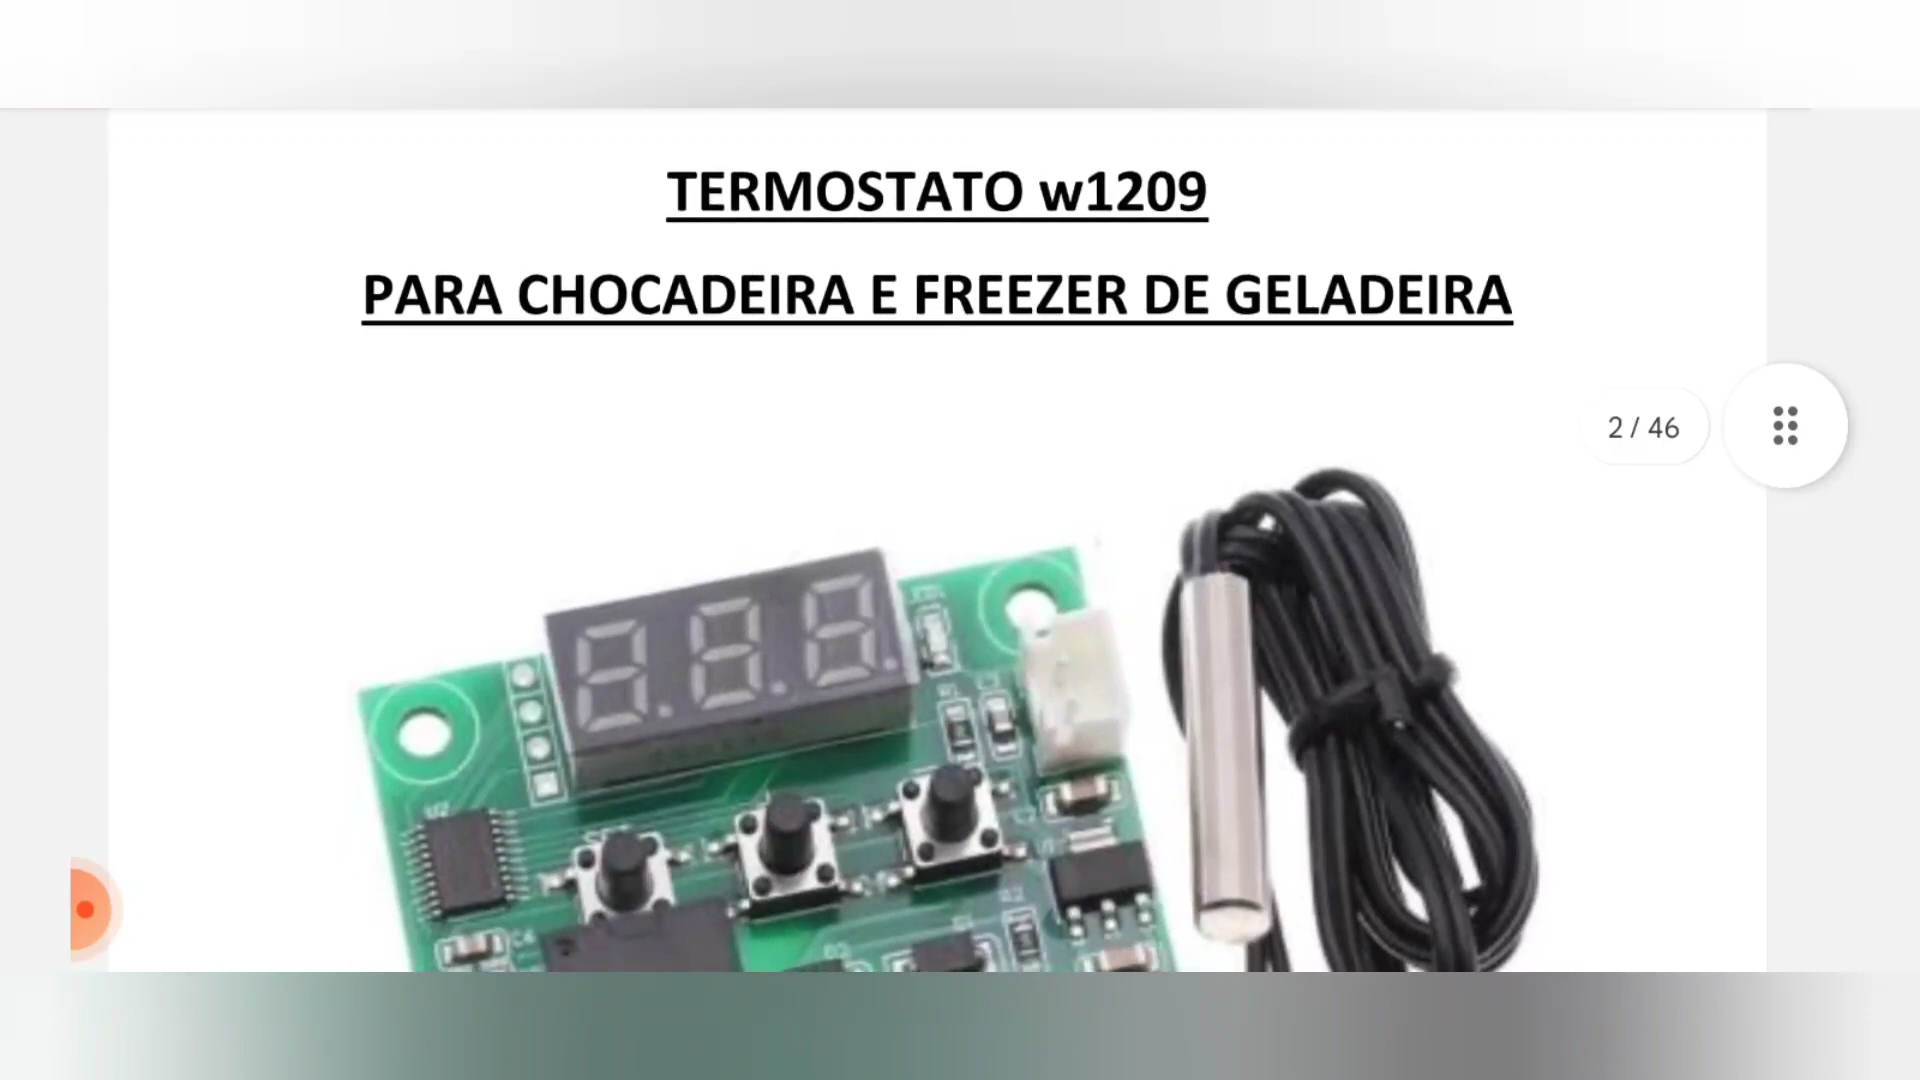 TERMOSTATO w1209
PARA CHOCADEIRA E FREEZER DE GELADEIRA
2 / 46